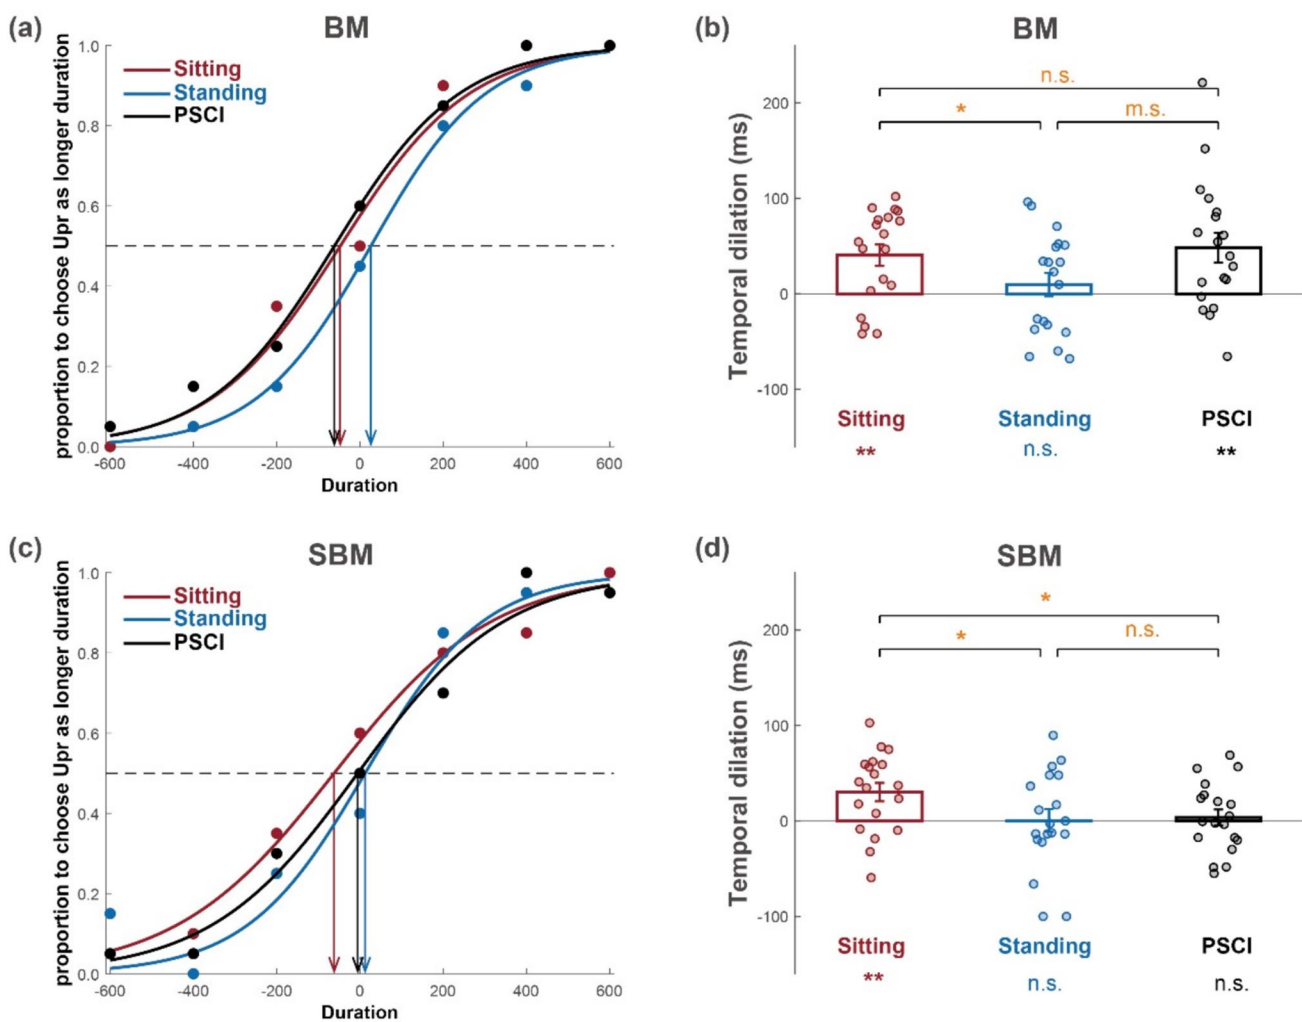 (a)
BM
Sitting
Standing
PSCI
proportion to choose Upr as longer duration
1.0
0.8
0.6
0.4
0.2
0.0
-600
-400
-200
0
200
400
600
Duration
(b)
BM
n.s.
*
m.s.
Temporal dilation (ms)
200
100
0
-100
Sitting
Standing
PSCI
**
n.s.
**
(c)
SBM
Sitting
Standing
PSCI
proportion to choose Upr as longer duration
1.0
0.8
0.6
0.4
0.2
0.0
-600
-400
-200
0
200
400
600
Duration
(d)
SBM
*
*
n.s.
Temporal dilation (ms)
200
100
0
-100
Sitting
Standing
PSCI
**
n.s.
n.s.